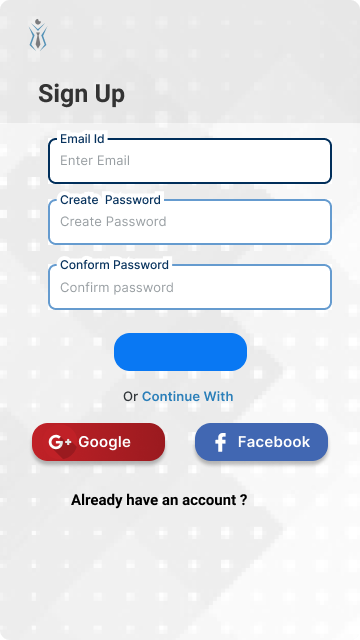 Sign Up
Email Id
Enter Email
Create Password
Create Password
Conform Password
Confirm password
Or Continue With
G+ Google
f Facebook
Already have an account ?